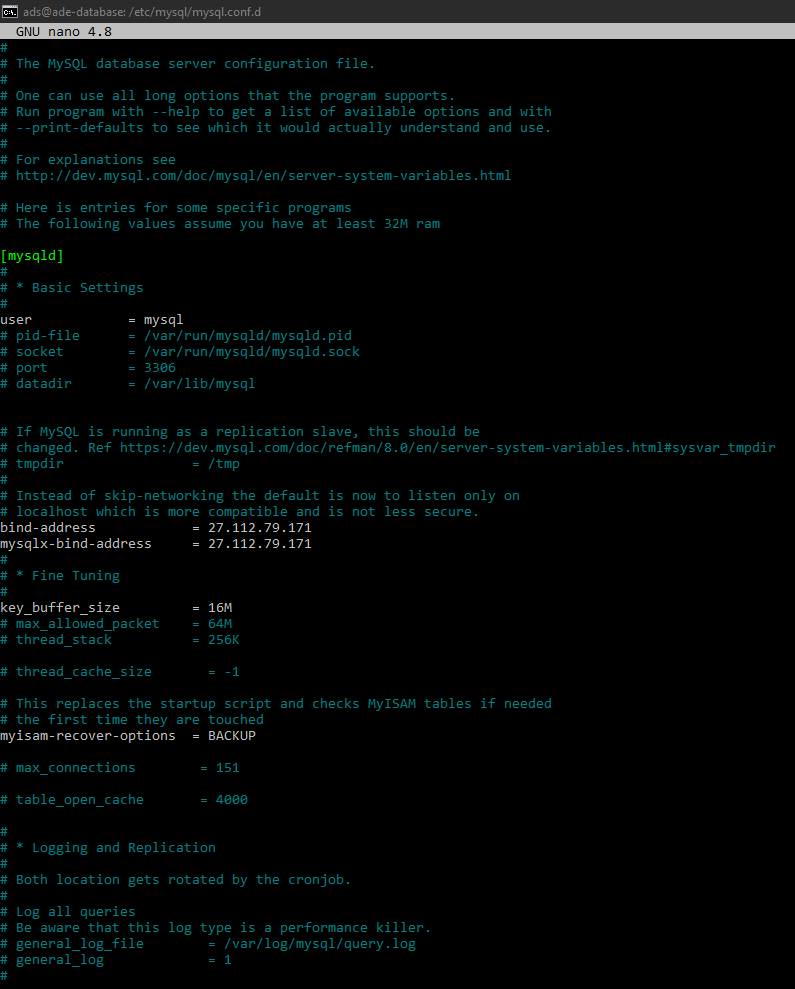 ads@ade-database: /etc/mysql/mysql.conf.d
GNU nano 4.8
#
# The MySQL database server configuration file.
#
# One can use all long options that the program supports.
# Run program with --help to get a list of available options and with
# --print-defaults to see which it would actually understand and use.
#
# For explanations see
# http://dev.mysql.com/doc/mysql/en/server-system-variables.html

# Here is entries for some specific programs
# The following values assume you have at least 32M ram

[mysqld]
#
# * Basic Settings
#
user            = mysql
# pid-file      = /var/run/mysqld/mysqld.pid
# socket        = /var/run/mysqld/mysqld.sock
# port          = 3306
# datadir       = /var/lib/mysql


# If MySQL is running as a replication slave, this should be
# changed. Ref https://dev.mysql.com/doc/refman/8.0/en/server-system-variables.html#sysvar_tmpdir
# tmpdir                = /tmp
#
# Instead of skip-networking the default is now to listen only on
# localhost which is more compatible and is not less secure.
bind-address            = 27.112.79.171
mysqlx-bind-address     = 27.112.79.171
#
# * Fine Tuning
#
key_buffer_size         = 16M
# max_allowed_packet    = 64M
# thread_stack          = 256K

# thread_cache_size       = -1

# This replaces the startup script and checks MyISAM tables if needed
# the first time they are touched
myisam-recover-options  = BACKUP

# max_connections        = 151

# table_open_cache       = 4000

#
# * Logging and Replication
#
# Both location gets rotated by the cronjob.
#
# Log all queries
# Be aware that this log type is a performance killer.
# general_log_file        = /var/log/mysql/query.log
# general_log             = 1
#